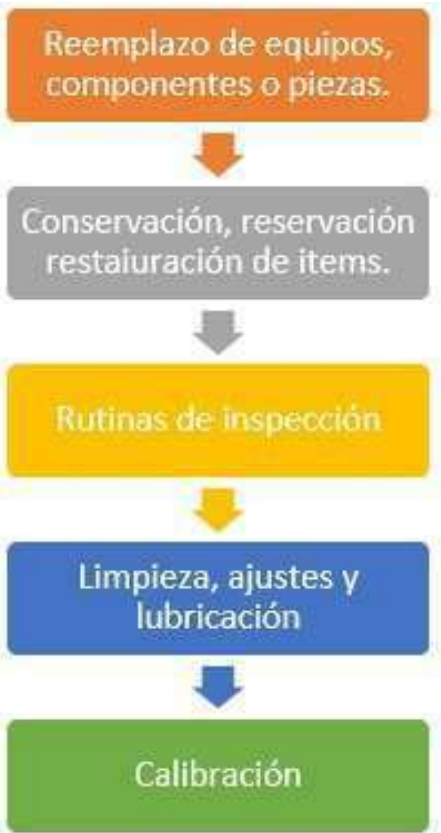 Reemplazo de equipos,
componentes o piezas.
Conservación, reservación
restaiuración de items.
Rutinas de inspección
Limpieza, ajustes y
lubricación
Calibración